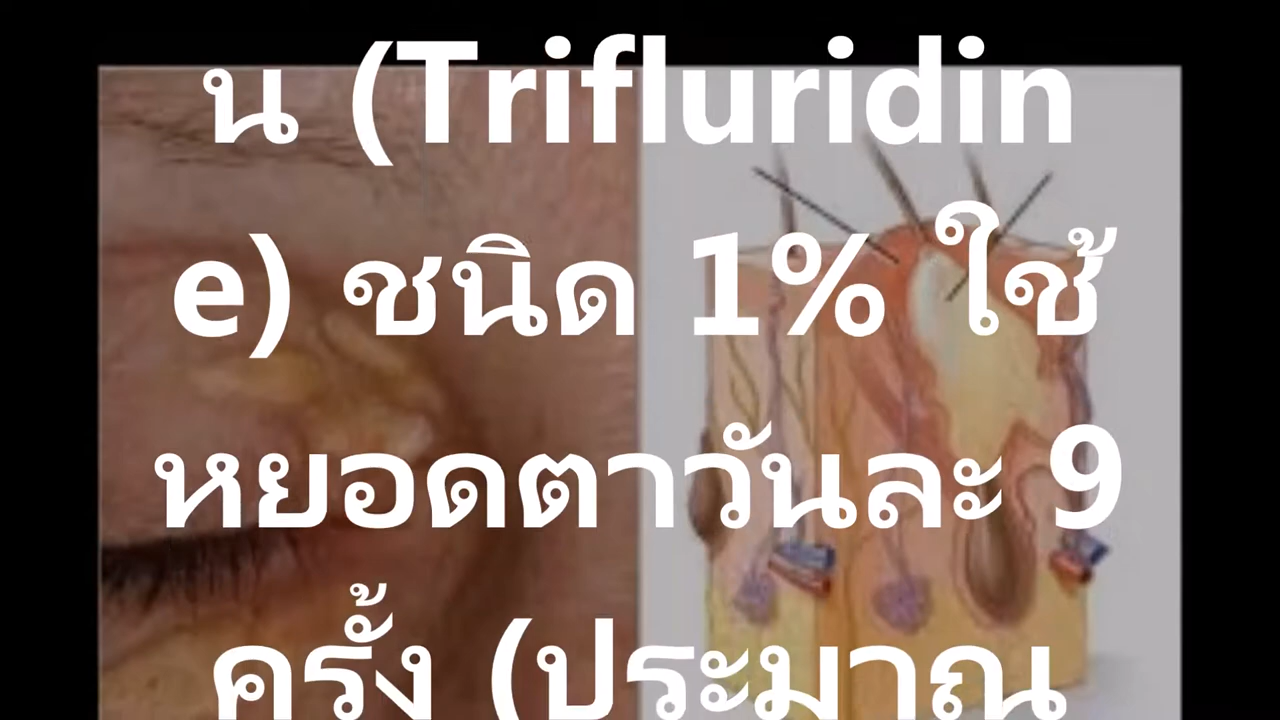 น (Trifluridin
e) ชนิด 1% ใช้
หยอดตาวันละ 9
ครั้ง (ประมาณ